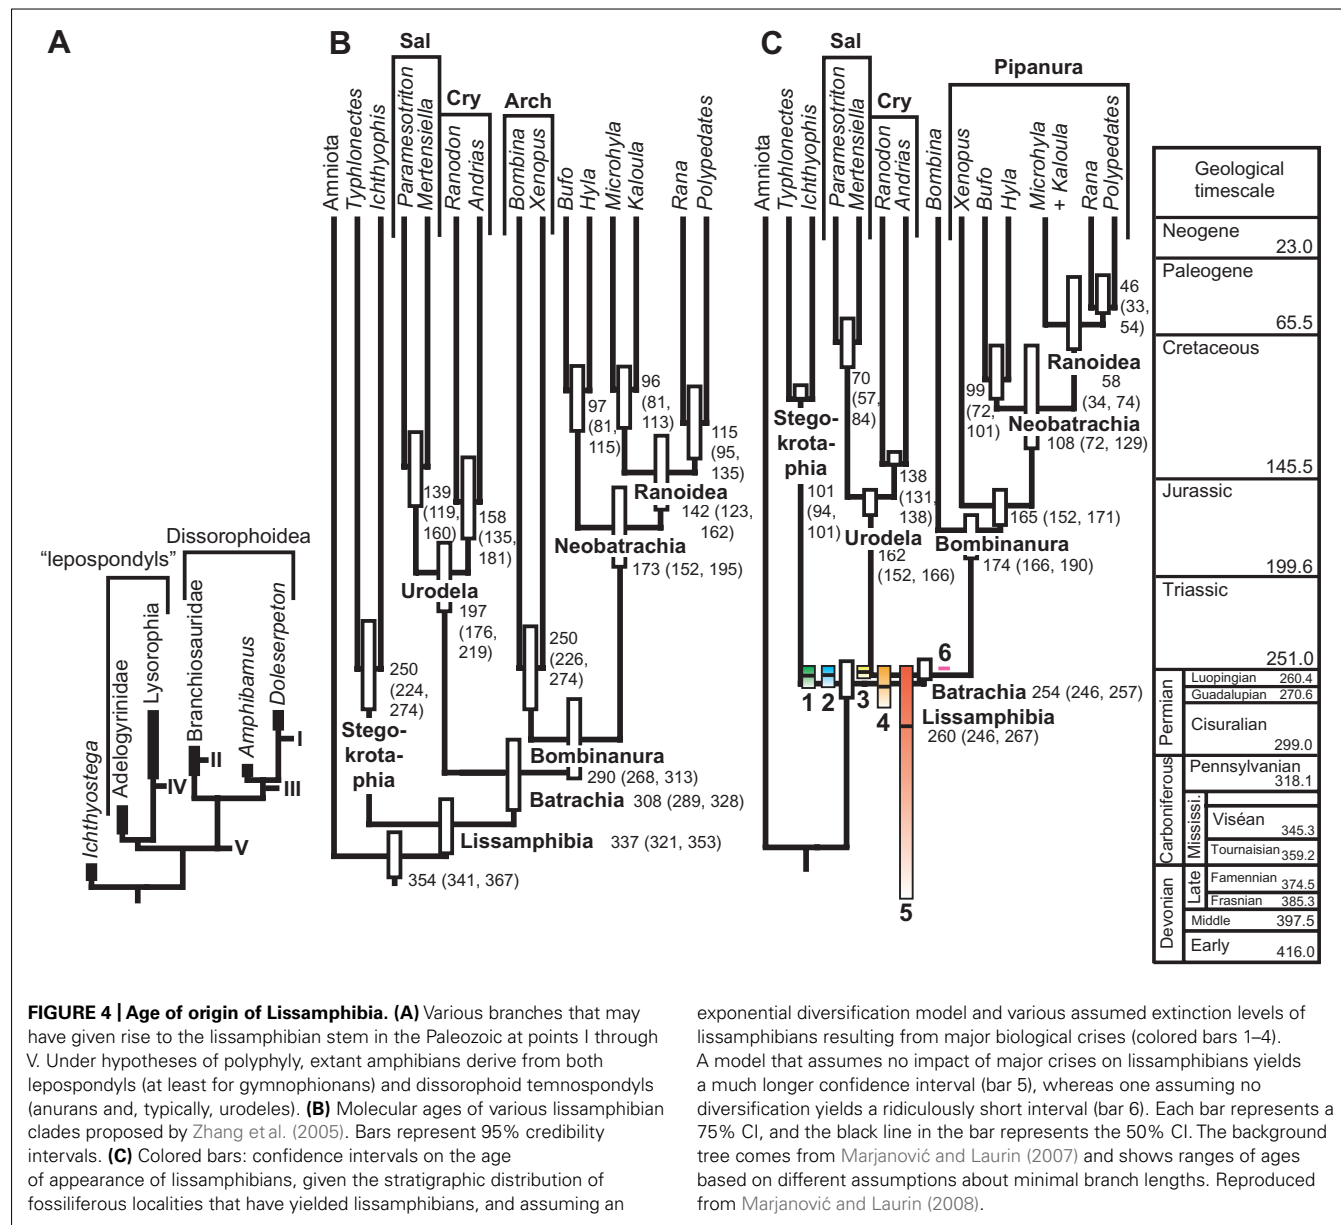 A
"lepospondyls"
Dissorophoidea
Ichthyostega
Adelogyrinidae
Lysorophia
Branchiosauridae
Amphibamus
Doleserpeton
I
II
III
IV
V
B
Sal
Cry
Arch
Amniota
Typhlonectes
Ichthyophis
Paramesotriton
Mertensiella
Ranodon
Andrias
Bombina
Xenopus
Bufo
Hyla
Microhyla
Kaloula
Rana
Polypedates
97
(81,
115)
96
(81,
113)
115
(95,
135)
Ranoidea
142 (123,
162)
Neobatrachia
173 (152, 195)
139
(119,
160)
158
(135,
181)
Urodela
197
(176,
219)
250
(224,
274)
250
(226,
274)
Stego-
krota-
phia
Bombinanura
290 (268, 313)
Batrachia 308 (289, 328)
Lissamphibia 337 (321, 353)
354 (341, 367)
C
Sal
Cry
Pipanura
Amniota
Typhlonectes
Ichthyophis
Paramesotriton
Mertensiella
Ranodon
Andrias
Bombina
Xenopus
Bufo
Hyla
Microhyla
+ Kaloula
Rana
Polypedates
46
(33,
54)
Ranoidea
58
(34, 74)
70
(57,
84)
99
(72,
101)
Neobatrachia
108 (72, 129)
Stego-
krota-
phia
101
(94,
101)
138
(131,
138)
165 (152, 171)
Urodela
162
(152, 166)
Bombinanura
174 (166, 190)
6
Batrachia 254 (246, 257)
Lissamphibia
260 (246, 267)
1
2
3
4
5
Geological
timescale
Neogene
23.0
Paleogene
65.5
Cretaceous
145.5
Jurassic
199.6
Triassic
251.0
Permian
Luopingian 260.4
Guadalupian 270.6
Cisuralian
299.0
Carboniferous
Pennsylvanian
318.1
Mississi.
Viséan
345.3
Tournaisian 359.2
Devonian
Late
Famennian 374.5
Frasnian 385.3
Middle 397.5
Early 416.0
FIGURE 4 | Age of origin of Lissamphibia. (A) Various branches that may
have given rise to the lissamphibian stem in the Paleozoic at points I through
V. Under hypotheses of polyphyly, extant amphibians derive from both
lepospondyls (at least for gymnophionans) and dissorophoid temnospondyls
(anurans and, typically, urodeles). (B) Molecular ages of various lissamphibian
clades proposed by Zhang et al. (2005). Bars represent 95% credibility
intervals. (C) Colored bars: confidence intervals on the age
of appearance of lissamphibians, given the stratigraphic distribution of
fossiliferous localities that have yielded lissamphibians, and assuming an
exponential diversification model and various assumed extinction levels of
lissamphibians resulting from major biological crises (colored bars 1–4).
A model that assumes no impact of major crises on lissamphibians yields
a much longer confidence interval (bar 5), whereas one assuming no
diversification yields a ridiculously short interval (bar 6). Each bar represents a
75% CI, and the black line in the bar represents the 50% CI. The background
tree comes from Marjanović and Laurin (2007) and shows ranges of ages
based on different assumptions about minimal branch lengths. Reproduced
from Marjanović and Laurin (2008).